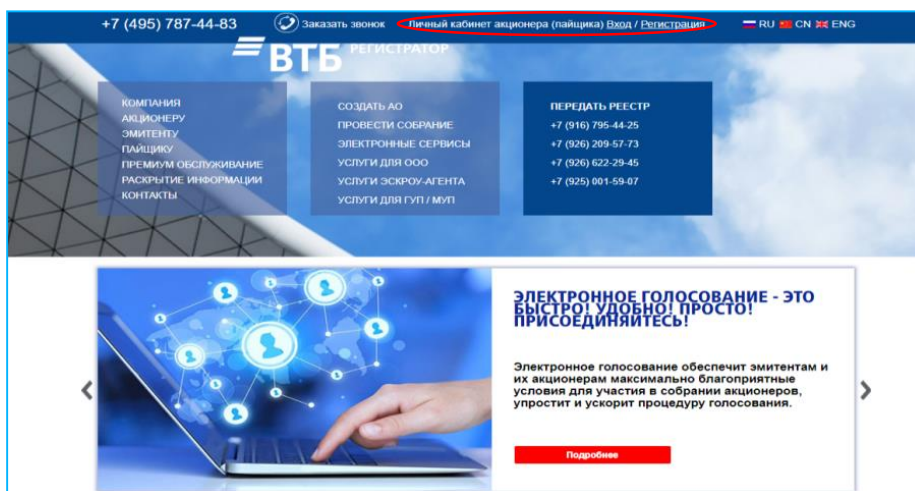 +7 (495) 787-44-83 Заказать звонок Личный кабинет акционера (пайщика) Вход / Регистрация RU CN ENG
ВТБ РЕГИСТРАТОР
КОМПАНИЯ
АКЦИОНЕРУ
ЭМИТЕНТУ
ПАЙЩИКУ
ПРЕМИУМ ОБСЛУЖИВАНИЕ
РАСКРЫТИЕ ИНФОРМАЦИИ
КОНТАКТЫ
СОЗДАТЬ АО
ПРОВЕСТИ СОБРАНИЕ
ЭЛЕКТРОННЫЕ СЕРВИСЫ
УСЛУГИ ДЛЯ ООО
УСЛУГИ ЭСКРОУ-АГЕНТА
УСЛУГИ ДЛЯ ГУП / МУП
ПЕРЕДАТЬ РЕЕСТР
+7 (916) 795-44-25
+7 (926) 209-57-73
+7 (926) 622-29-45
+7 (925) 001-59-07
ЭЛЕКТРОННОЕ ГОЛОСОВАНИЕ - ЭТО
БЫСТРО! УДОБНО! ПРОСТО!
ПРИСОЕДИНЯЙТЕСЬ!
Электронное голосование обеспечит эмитентам и
их акционерам максимально благоприятные
условия для участия в собрании акционеров,
упростит и ускорит процедуру голосования.
Подробнее